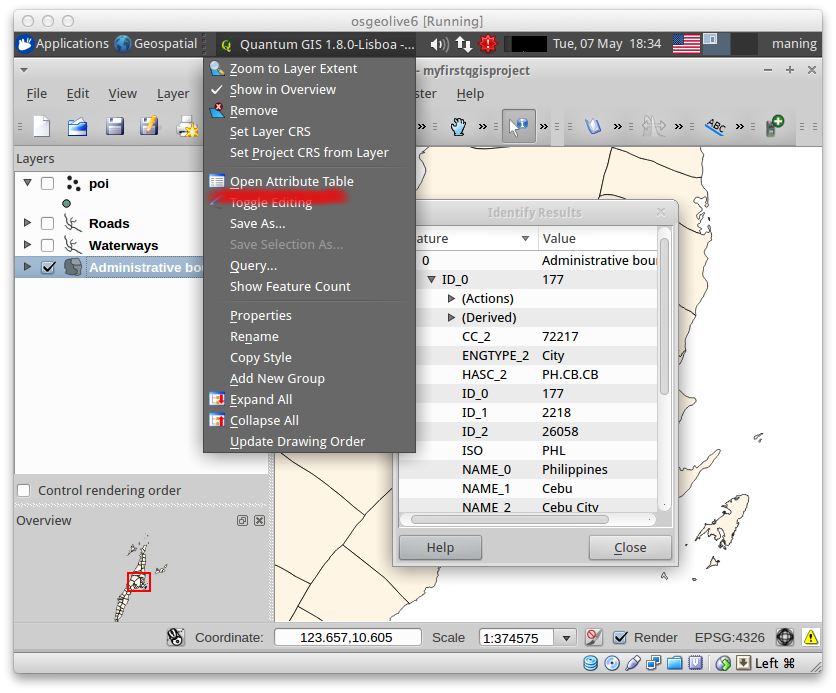 osgeolive6 [Running]
Applications Geospatial Quantum GIS 1.8.0-Lisboa -... Tue, 07 May 18:34 maning
- myfirstqgisproject
File Edit View Layer ster Help
Layers
poi
Roads
Waterways
Administrative bou
Zoom to Layer Extent
Show in Overview
Remove
Set Layer CRS
Set Project CRS from Layer
Open Attribute Table
Toggle Editing
Save As...
Save Selection As...
Query...
Show Feature Count
Properties
Rename
Copy Style
Add New Group
Expand All
Collapse All
Update Drawing Order
ABC
Identify Results
ature Value
0 Administrative boun
ID_0 177
(Actions)
(Derived)
CC_2 72217
ENGTYPE_2 City
HASC_2 PH.CB.CB
ID_0 177
ID_1 2218
ID_2 26058
ISO PHL
NAME_0 Philippines
NAME_1 Cebu
NAME_2 Cebu City
Help Close
Control rendering order
Overview
Coordinate: 123.657,10.605 Scale 1:374575 Render EPSG:4326
Left ⌘